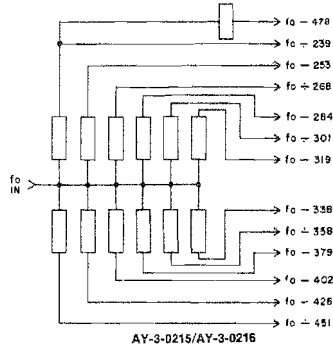 fo ÷ 478
fo ÷ 239
fo ÷ 253
fo ÷ 268
fo ÷ 284
fo ÷ 301
fo ÷ 319
fo
IN
fo ÷ 338
fo ÷ 358
fo ÷ 379
fo ÷ 402
fo ÷ 426
fo ÷ 451
AY-3-0215/AY-3-0216